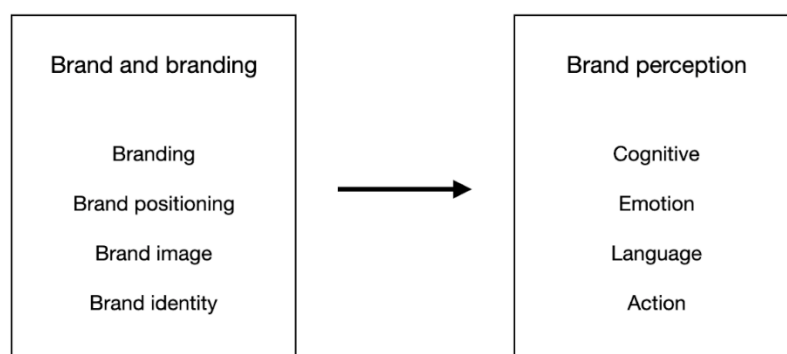 Brand and branding
Branding
Brand positioning
Brand image
Brand identity
Brand perception
Cognitive
Emotion
Language
Action